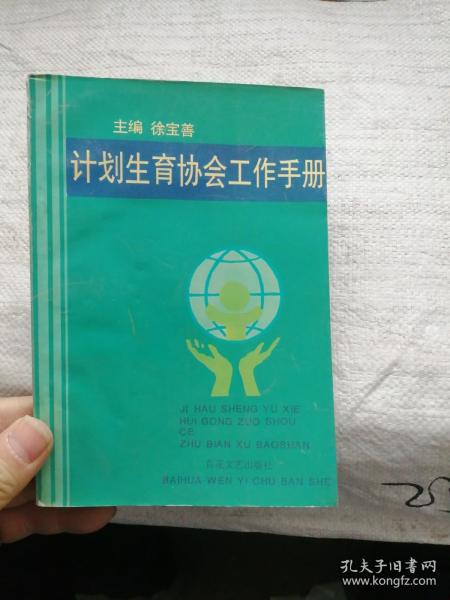 主编 徐宝善
计划生育协会工作手册
JI HAU SHENG YU XIE
HUI GONG ZUO SHOU
CE
ZHU BIAN XU BAOSHAN
百花文艺出版社
BAIHUA WEN YI CHU BAN SHE
孔夫子旧书网
www.kongfz.com